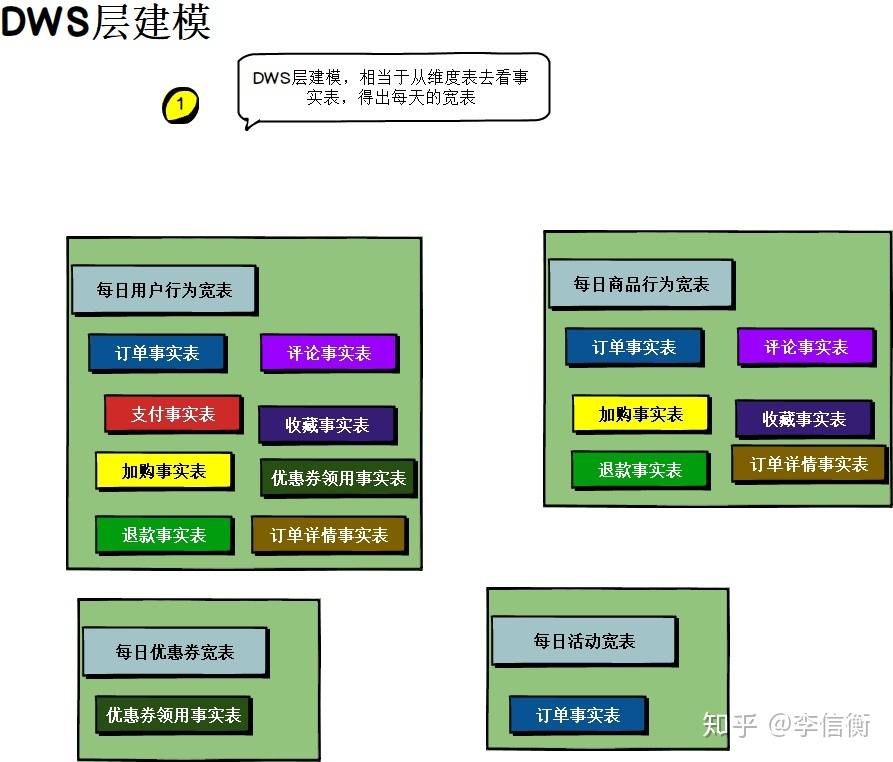 DWS层建模
1
DWS层建模，相当于从维度表去看事
实表，得出每天的宽表
每日用户行为宽表
订单事实表
评论事实表
支付事实表
收藏事实表
加购事实表
优惠券领用事实表
退款事实表
订单详情事实表
每日商品行为宽表
订单事实表
评论事实表
加购事实表
收藏事实表
退款事实表
订单详情事实表
每日优惠券宽表
优惠券领用事实表
每日活动宽表
订单事实表
知乎 @李信衡